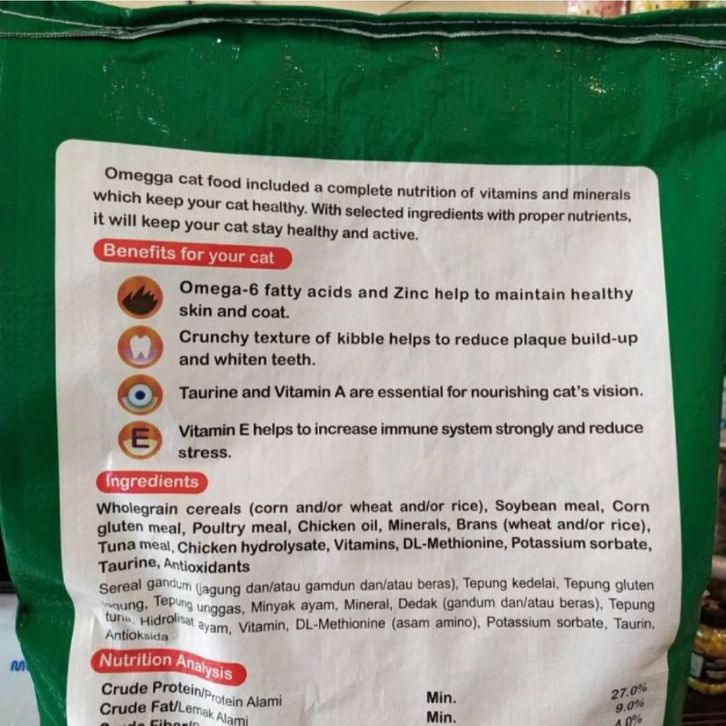 Omegga cat food included a complete nutrition of vitamins and minerals
which keep your cat healthy. With selected ingredients with proper nutrients,
it will keep your cat stay healthy and active.
Benefits for your cat
Omega-6 fatty acids and Zinc help to maintain healthy
skin and coat.
Crunchy texture of kibble helps to reduce plaque build-up
and whiten teeth.
Taurine and Vitamin A are essential for nourishing cat's vision.
E
Vitamin E helps to increase immune system strongly and reduce
stress.
Ingredients
Wholegrain cereals (corn and/or wheat and/or rice), Soybean meal, Corn
gluten meal, Poultry meal, Chicken oil, Minerals, Brans (wheat and/or rice),
Tuna meal, Chicken hydrolysate, Vitamins, DL-Methionine, Potassium sorbate,
Taurine, Antioxidants
Sereal gandum (jagung dan/atau gamdun dan/atau beras), Tepung kedelai, Tepung gluten
Tepung unggas, Minyak ayam, Mineral, Dedak (gandum dan/atau beras), Tepung
tuna, Hidrolisat ayam, Vitamin, DL-Methionine (asam amino), Potassium sorbate, Taurin,
Antioksida
Nutrition Analysis
Crude Protein/Protein Alami Min. 27.0%
Crude Fat/Lemak Alami Min. 9.0%
4.0%